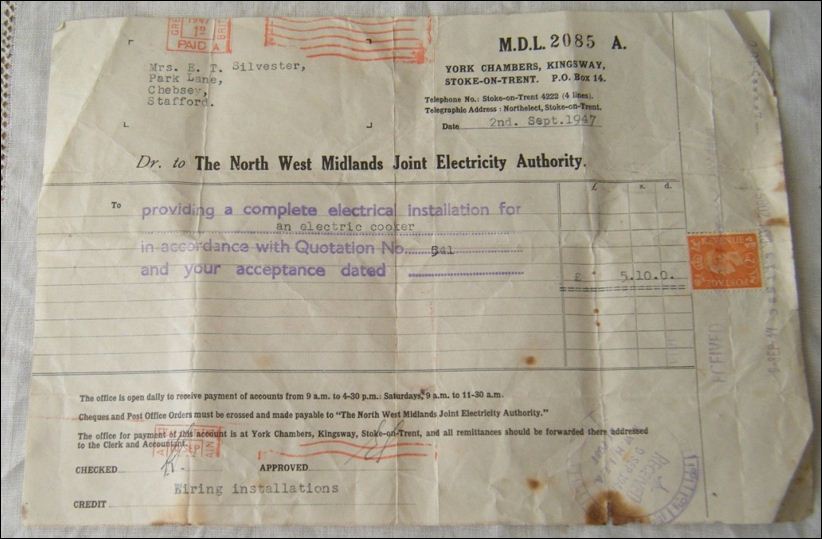 1947
PAID
M.D.L. 2085 A.
YORK CHAMBERS, KINGSWAY,
STOKE-ON-TRENT. P.O. BOX 14.
Telephone No.: Stoke-on-Trent 4222 (4 lines).
Telegraphic Address: Northelect, Stoke-on-Trent.
Date 2nd. Sept.1947
Mrs. E. T. Silvester,
Park Lane,
Chebsey,
Stafford.
Dr. to The North West Midlands Joint Electricity Authority.
£ s. d.
To providing a complete electrical installation for
an electric cooker
in accordance with Quotation No. 541
and your acceptance dated
£ 5.10.0.
REVENUE
POSTAGE
The office is open daily to receive payment of accounts from 9 a.m. to 4-30 p.m.: Saturdays, 9 a.m. to 11-30 a.m.
Cheques and Post Office Orders must be crossed and made payable to "The North West Midlands Joint Electricity Authority."
The office for payment of this account is at York Chambers, Kingsway, Stoke-on-Trent, and all remittances should be forwarded there addressed
to the Clerk and Accountant.
CHECKED
APPROVED
Wiring installations
CREDIT